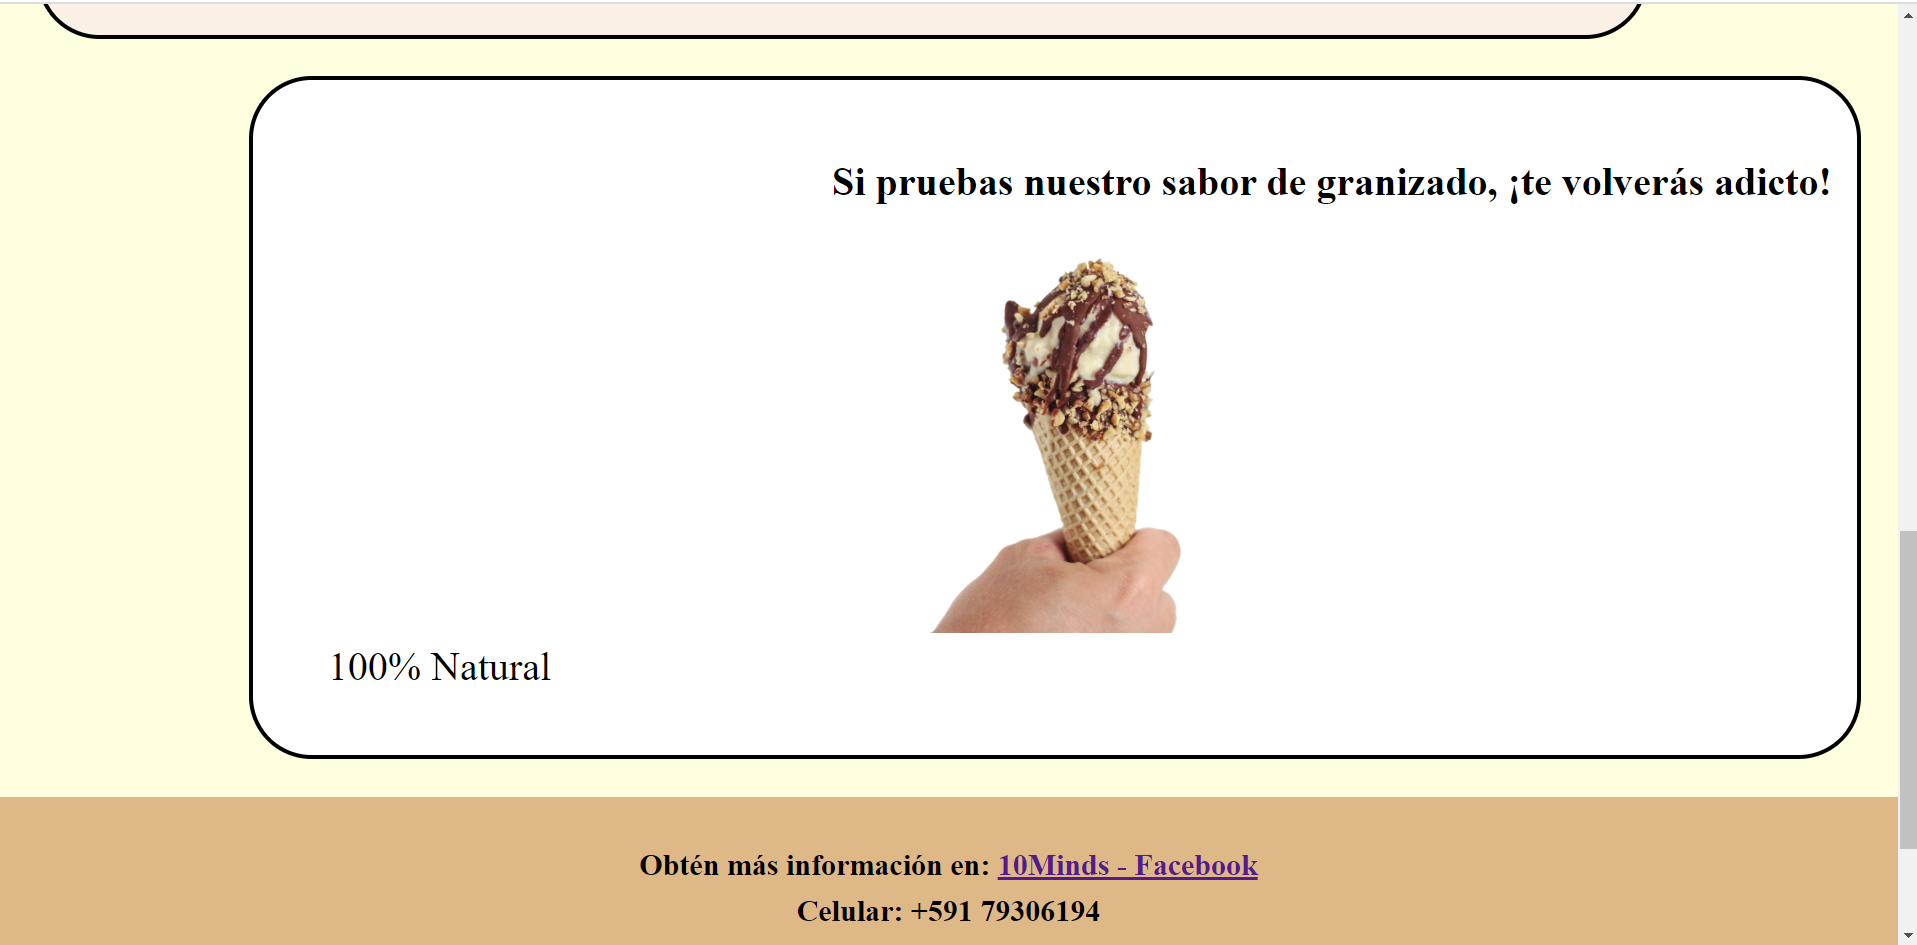 Si pruebas nuestro sabor de granizado, ¡te volverás adicto!
100% Natural
Obtén más información en: 10Minds - Facebook
Celular: +591 79306194